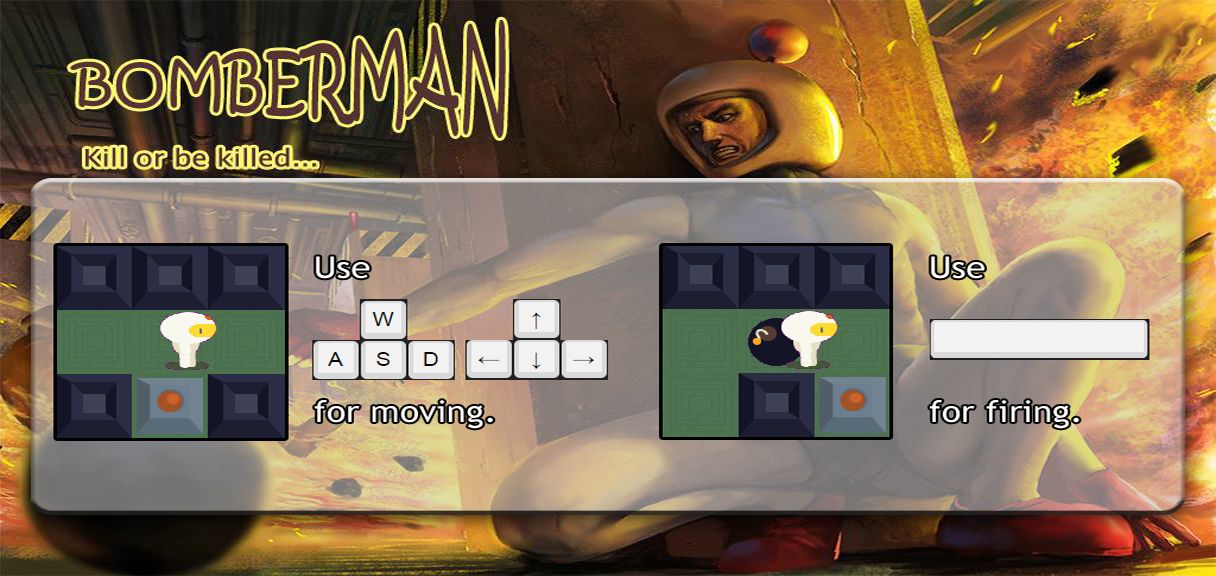 BOMBERMAN
Kill or be killed...
Use
W
A S D
↑
← ↓ →
for moving.
Use
for firing.